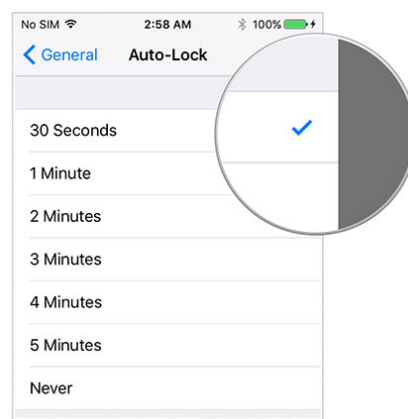 No SIM 2:58 AM 100%
General Auto-Lock
30 Seconds
1 Minute
2 Minutes
3 Minutes
4 Minutes
5 Minutes
Never